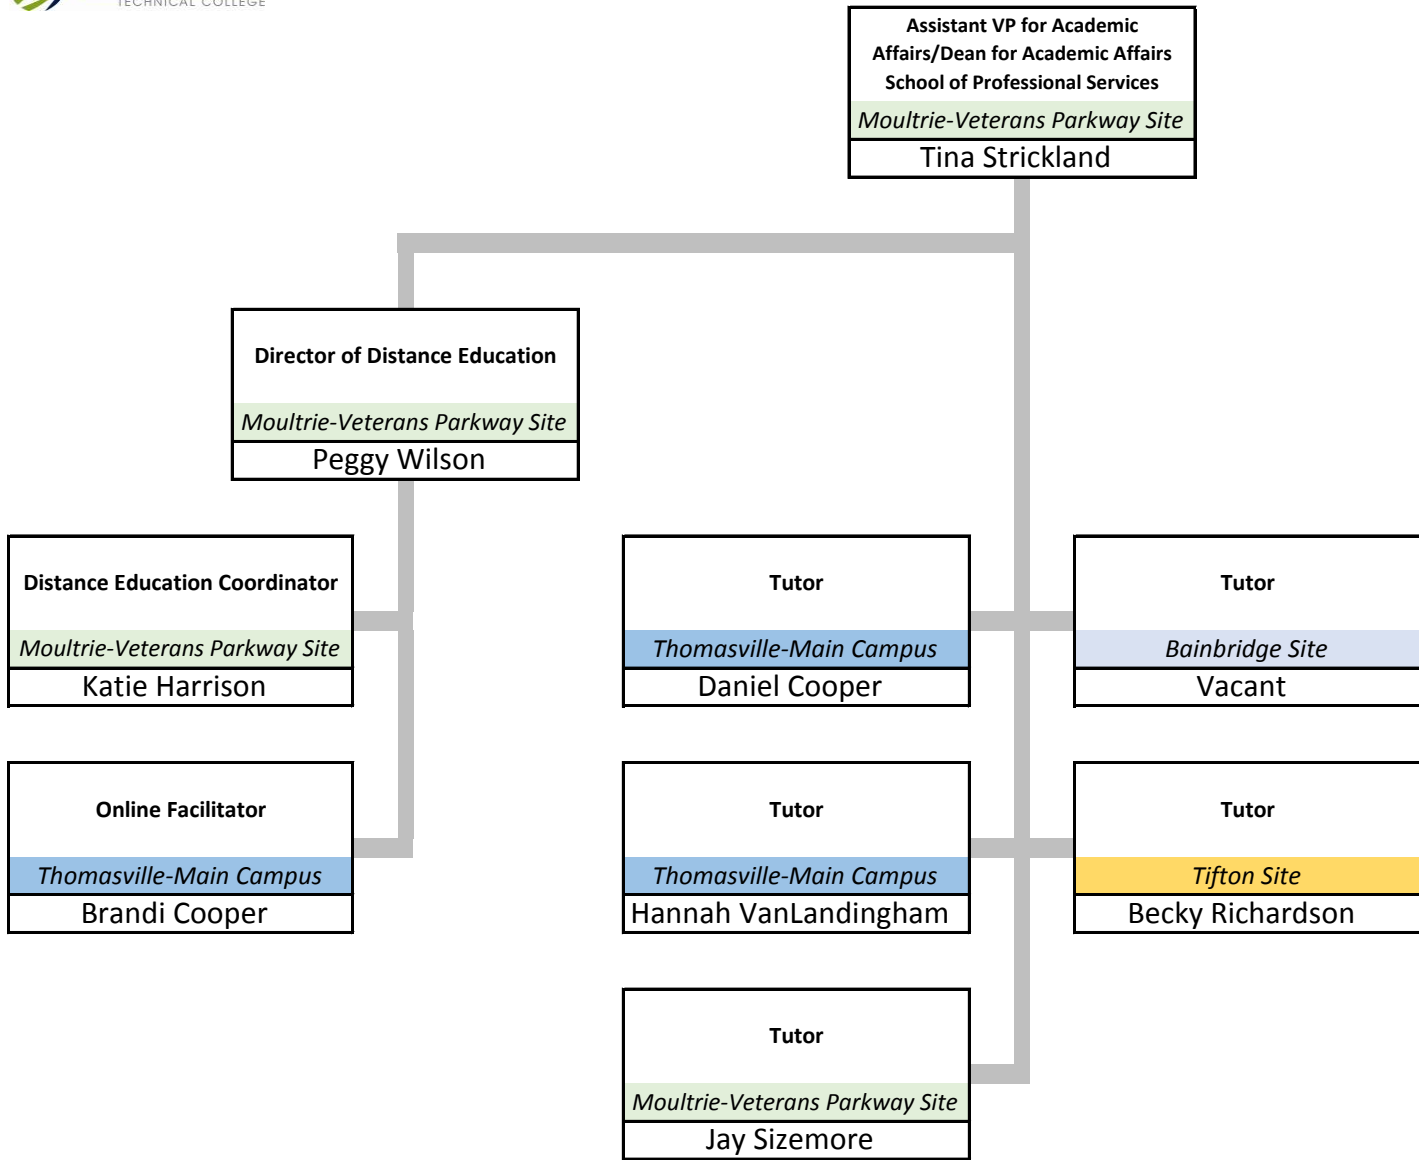 TECHNICAL COLLEGE
Assistant VP for Academic
Affairs/Dean for Academic Affairs
School of Professional Services
Moultrie-Veterans Parkway Site
Tina Strickland
Director of Distance Education
Moultrie-Veterans Parkway Site
Peggy Wilson
Distance Education Coordinator
Moultrie-Veterans Parkway Site
Katie Harrison
Tutor
Thomasville-Main Campus
Daniel Cooper
Tutor
Bainbridge Site
Vacant
Online Facilitator
Thomasville-Main Campus
Brandi Cooper
Tutor
Thomasville-Main Campus
Hannah VanLandingham
Tutor
Tifton Site
Becky Richardson
Tutor
Moultrie-Veterans Parkway Site
Jay Sizemore